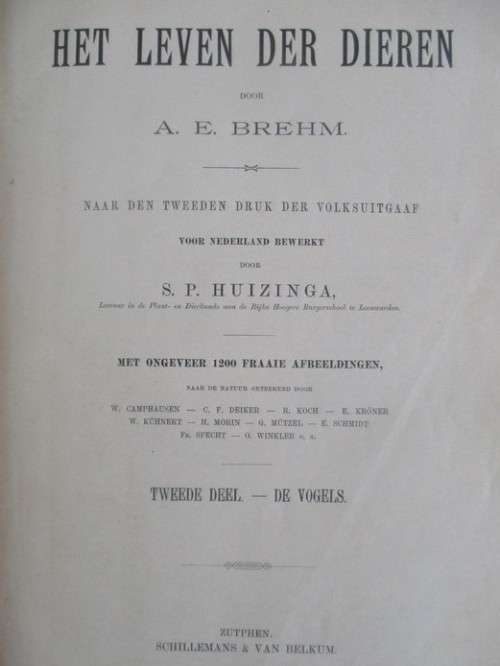 HET LEVEN DER DIEREN
DOOR
A. E. BREHM.
NAAR DEN TWEEDEN DRUK DER VOLKSUITGAAF
VOOR NEDERLAND BEWERKT
DOOR
S. P. HUIZINGA,
Leeraar in de Plant- en Dierkunde aan de Rijks Hoogere Burgerschool te Leeuwarden.
MET ONGEVEER 1200 FRAAIE AFBEELDINGEN,
NAAR DE NATUUR GETEEKEND DOOR
W. CAMPHAUSEN — C. F. DEIKER — R. KOCH — E. KRÖNER
W. KÜHNERT — H. MORIN — G. MÜTZEL — E. SCHMIDT
FR. SPECHT — O. WINKLER e. a.
TWEEDE DEEL. — DE VOGELS.
ZUTPHEN.
SCHILLEMANS & VAN BELKUM.